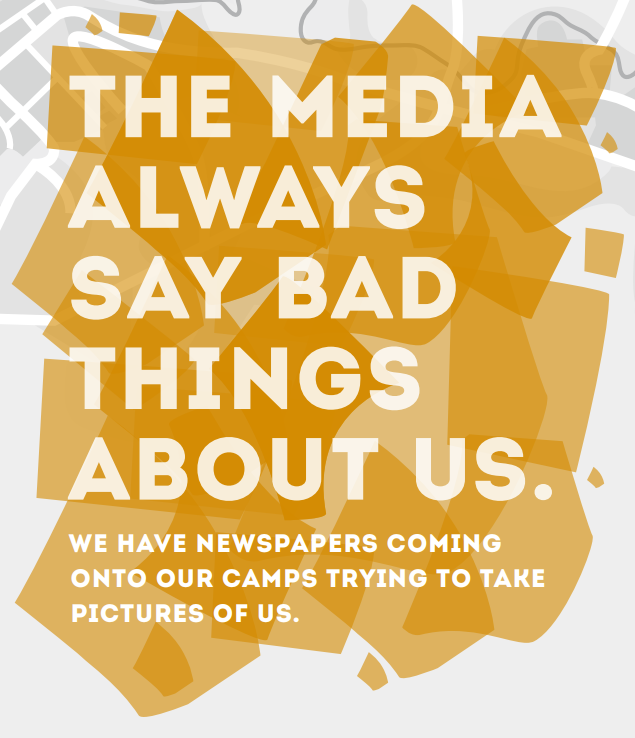 THE MEDIA
ALWAYS
SAY BAD
THINGS
ABOUT US.
WE HAVE NEWSPAPERS COMING
ONTO OUR CAMPS TRYING TO TAKE
PICTURES OF US.